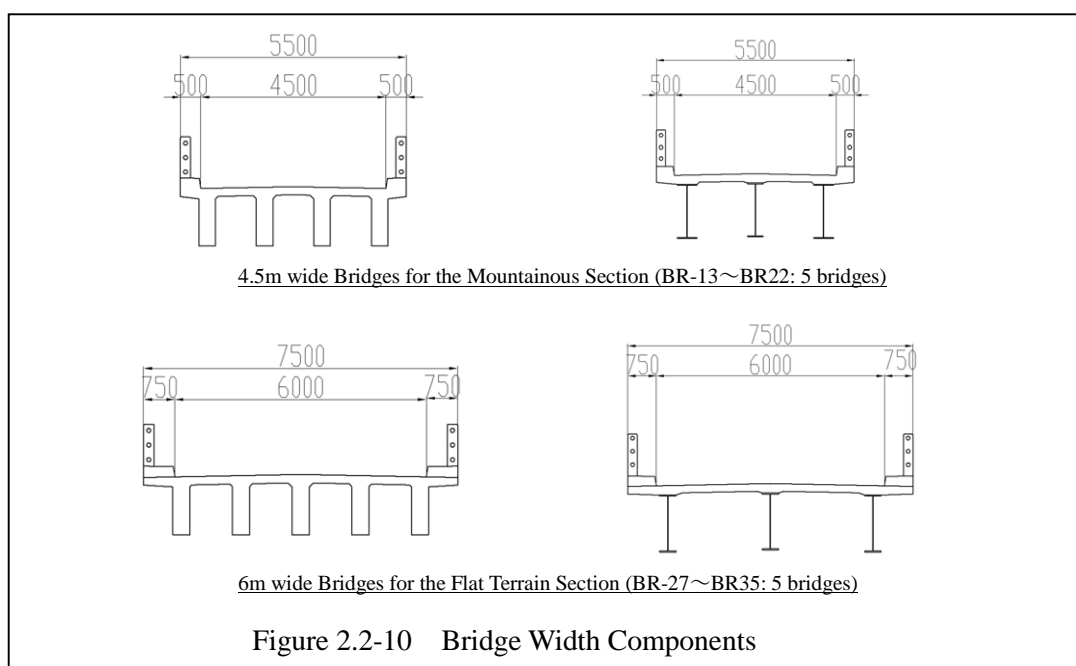 5500
5500
500 4500 500
500 4500 500
4.5m wide Bridges for the Mountainous Section (BR-13～BR22: 5 bridges)
7500
7500
750 6000 750
750 6000 750
6m wide Bridges for the Flat Terrain Section (BR-27～BR35: 5 bridges)
Figure 2.2-10 Bridge Width Components